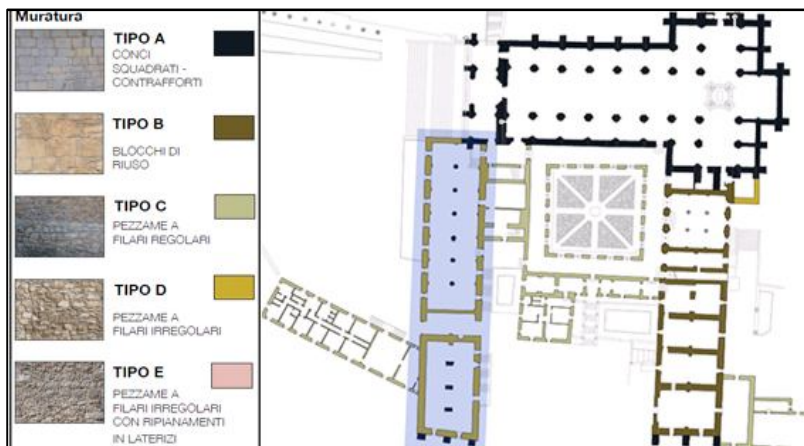 Muratura
TIPO A
CONCI
SQUADRATI -
CONTRAFFORTI
TIPO B
BLOCCHI DI
RIUSO
TIPO C
PEZZAME A
FILARI REGOLARI
TIPO D
PEZZAME A
FILARI IRREGOLARI
TIPO E
PEZZAME A
FILARI IRREGOLARI
CON RIPIANAMENTI
IN LATERIZI